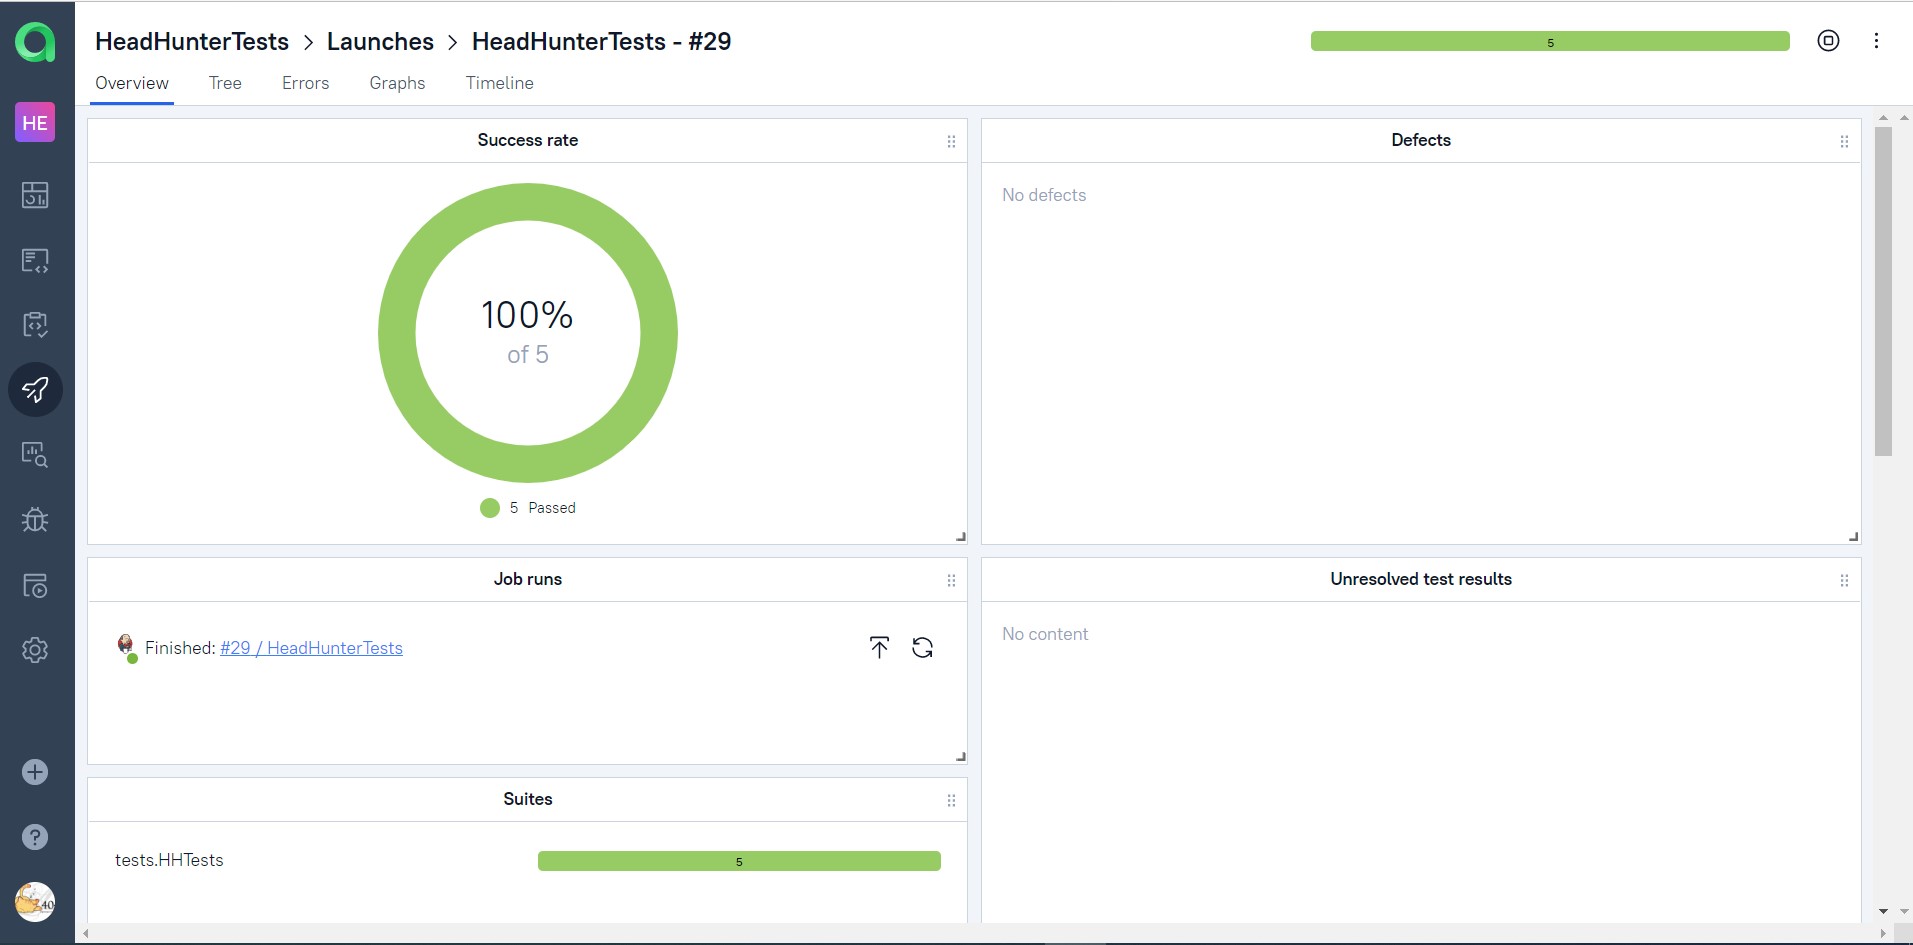 HeadHunterTests > Launches > HeadHunterTests - #29
5
Overview Tree Errors Graphs Timeline
HE
Success rate
100%
of 5
5 Passed
Defects
No defects
Job runs
Finished: #29 / HeadHunterTests
Unresolved test results
No content
Suites
tests.HHTests
5
?
40